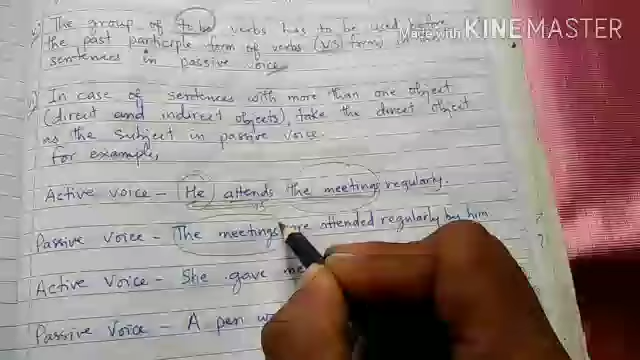 The group of to be verbs has to be used before
the past participle form of verbs (V3 form) in
sentences in passive voice
In case of sentences with more than one object
(direct and indirect objects), take the direct object
as the subject in passive voice.
For example,
Active voice - He attends the meetings regularly.
Passive Voice - The meetings are attended regularly by him
Active Voice - She gave me
Passive Voice - A pen w
Made with KINEMASTER